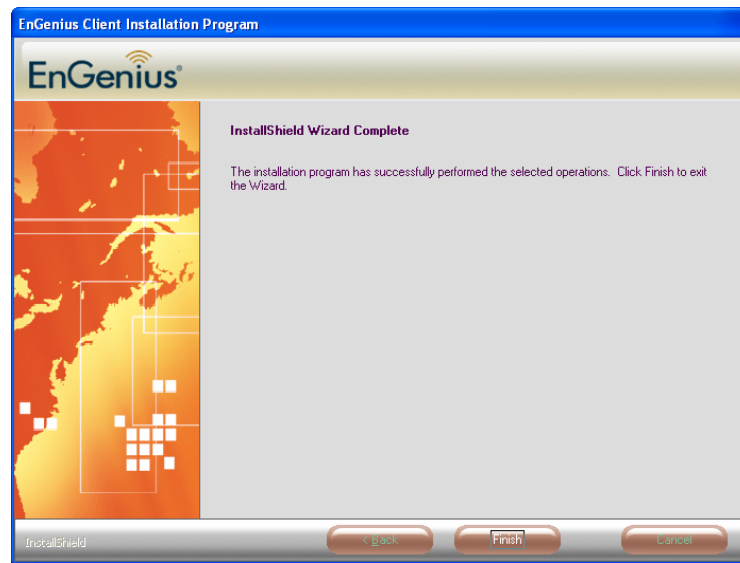 EnGenius Client Installation Program
EnGenius®
InstallShield Wizard Complete
The installation program has successfully performed the selected operations. Click Finish to exit
the Wizard.
InstallShield
< Back
Finish
Cancel